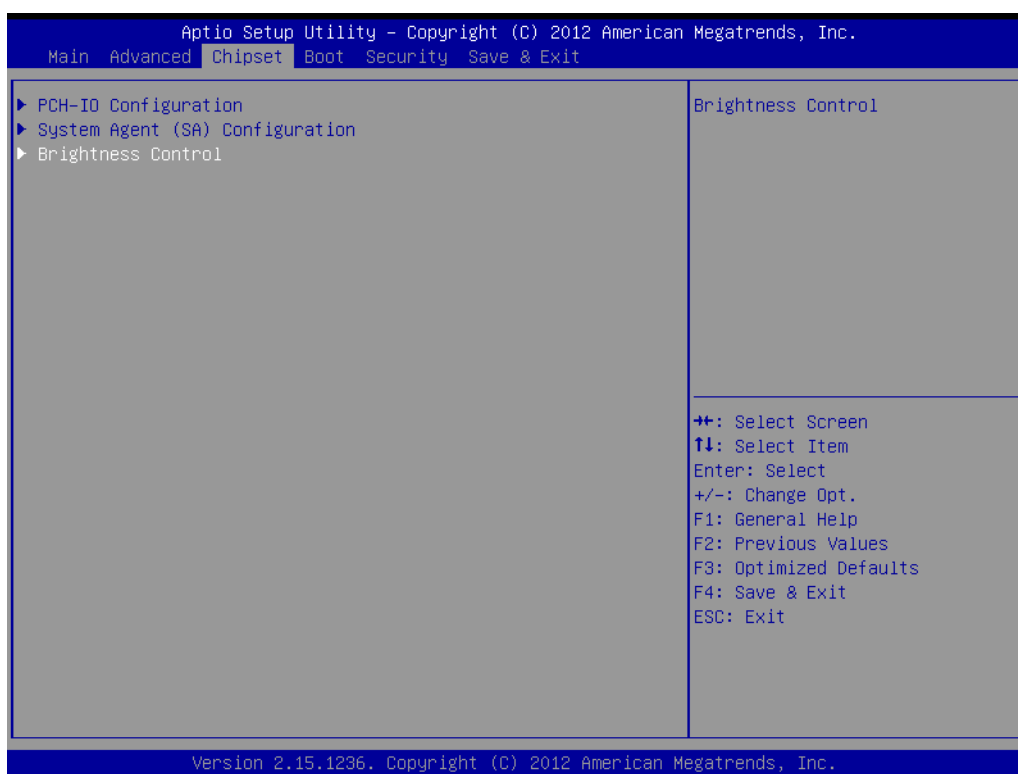 Aptio Setup Utility – Copyright (C) 2012 American Megatrends, Inc.
Main Advanced Chipset Boot Security Save & Exit
▶ PCH-IO Configuration
▶ System Agent (SA) Configuration
▶ Brightness Control
Brightness Control
→←: Select Screen
↑↓: Select Item
Enter: Select
+/-: Change Opt.
F1: General Help
F2: Previous Values
F3: Optimized Defaults
F4: Save & Exit
ESC: Exit
Version 2.15.1236. Copyright (C) 2012 American Megatrends, Inc.